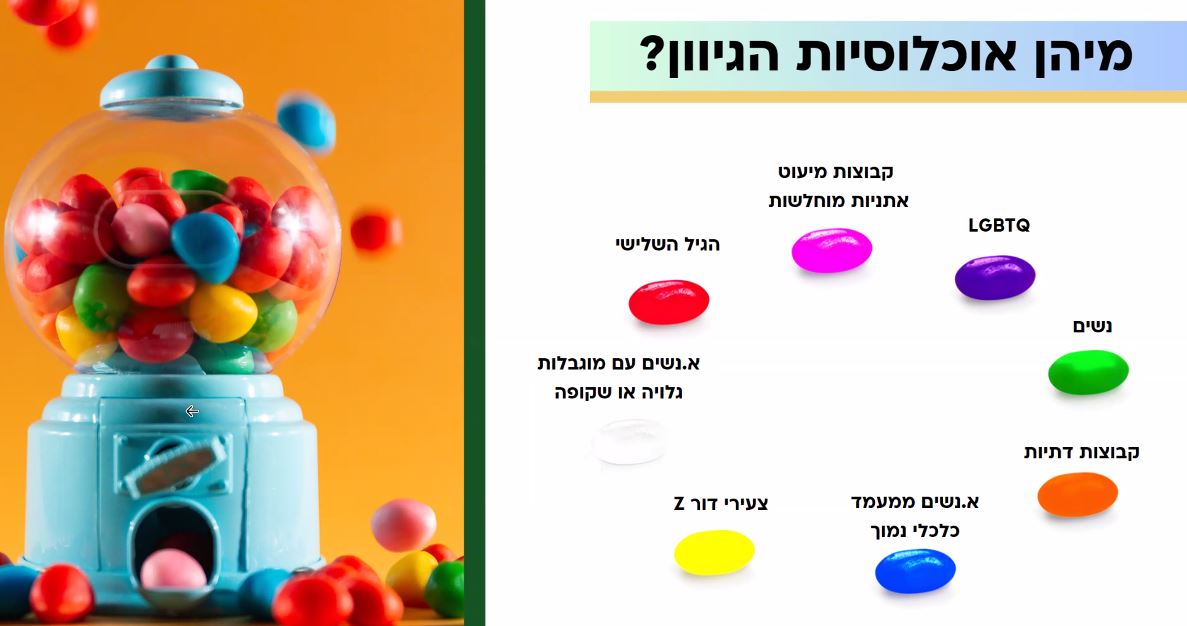 מיהן אוכלוסיות הגיוון?
קבוצות מיעוט
אתניות מוחלשות
LGBTQ
הגיל השלישי
נשים
א.נשים עם מוגבלות
גלויה או שקופה
קבוצות דתיות
א.נשים ממעמד
כלכלי נמוך
צעירי דור Z